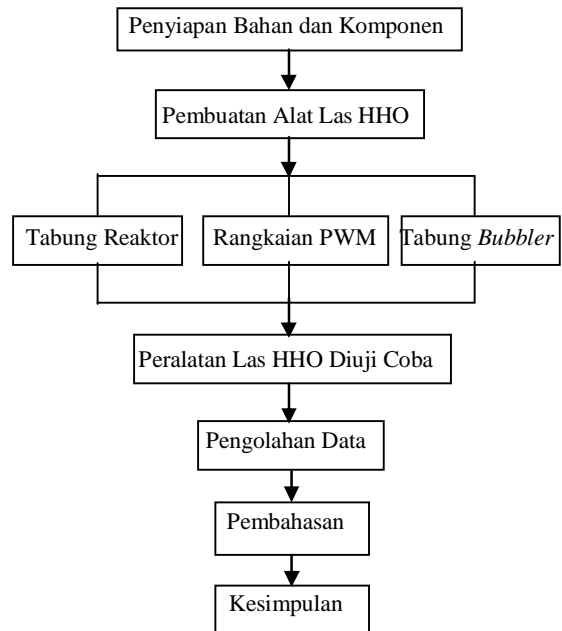 Penyiapan Bahan dan Komponen
Pembuatan Alat Las HHO
Tabung Reaktor
Rangkaian PWM
Tabung Bubbler
Peralatan Las HHO Diuji Coba
Pengolahan Data
Pembahasan
Kesimpulan